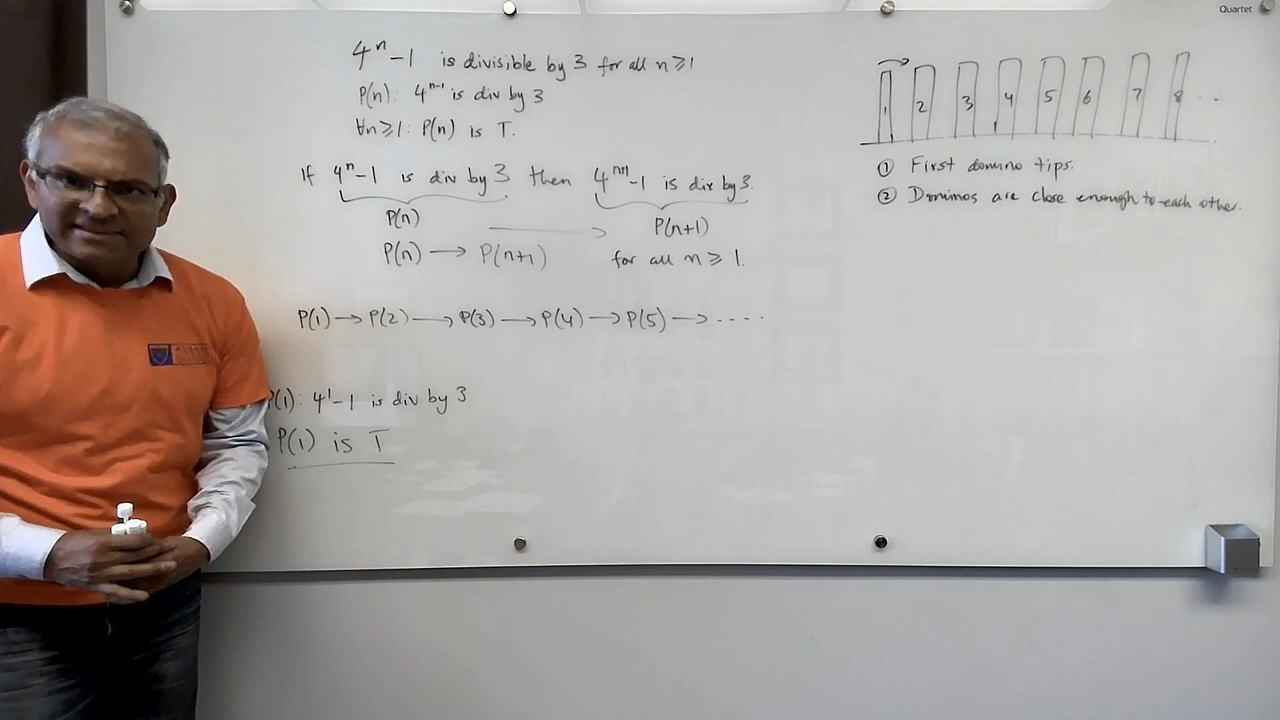 4ⁿ-1 is divisible by 3 for all n≥1
P(n): 4ⁿ⁻¹ is div by 3
∀n≥1: P(n) is T.
If 4ⁿ-1 is div by 3 then 4ⁿ⁺¹-1 is div by 3.
P(n) → P(n+1)
P(n) → P(n+1) for all n≥1.
P(1) → P(2) → P(3) → P(4) → P(5) → ----
P(1): 4¹-1 is div by 3
P(1) is T
Quartet
1 2 3 4 5 6 7 8 ...
① First domino tips.
② Dominos are close enough to each other.